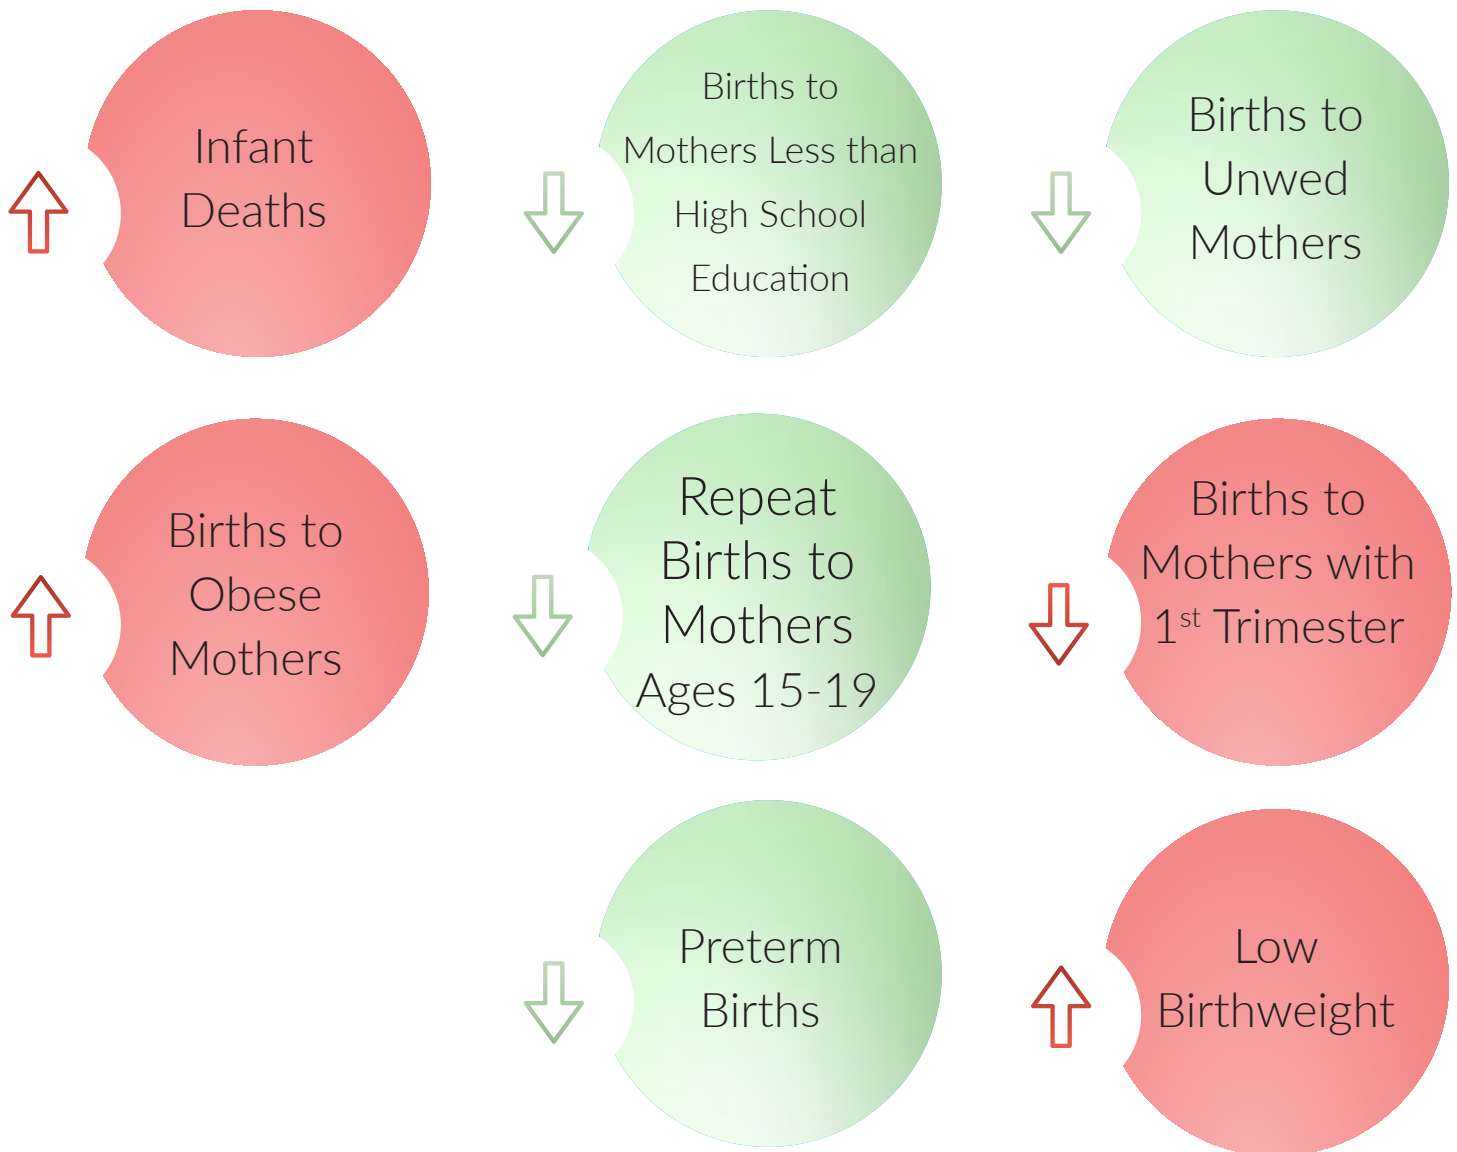 Infant
Deaths
Births to
Mothers Less than
High School
Education
Births to
Unwed
Mothers
Births to
Obese
Mothers
Repeat
Births to
Mothers
Ages 15-19
Births to
Mothers with
1st Trimester
Preterm
Births
Low
Birthweight